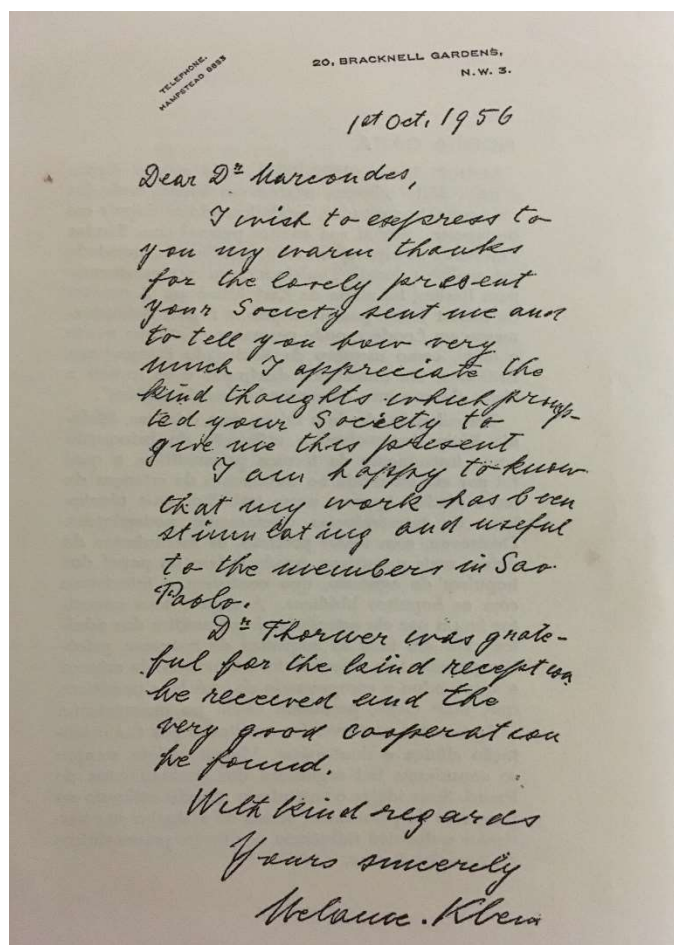 TELEPHONE.
HAMPSTEAD 8883
20, BRACKNELL GARDENS,
N.W. 3.
1st Oct. 1956
Dear Dr Marcondes,
I wish to express to
you my warm thanks
for the lovely present
your Society sent me and
to tell you how very
much I appreciate the
kind thoughts which promp-
ted your Society to
give me this present
I am happy to know
that my work has been
stimulating and useful
to the members in Sao
Paolo.
Dr Thorner was grate-
ful for the kind reception
he received and the
very good cooperation
he found.
With kind regards
Yours sincerely
Melanie. Klein